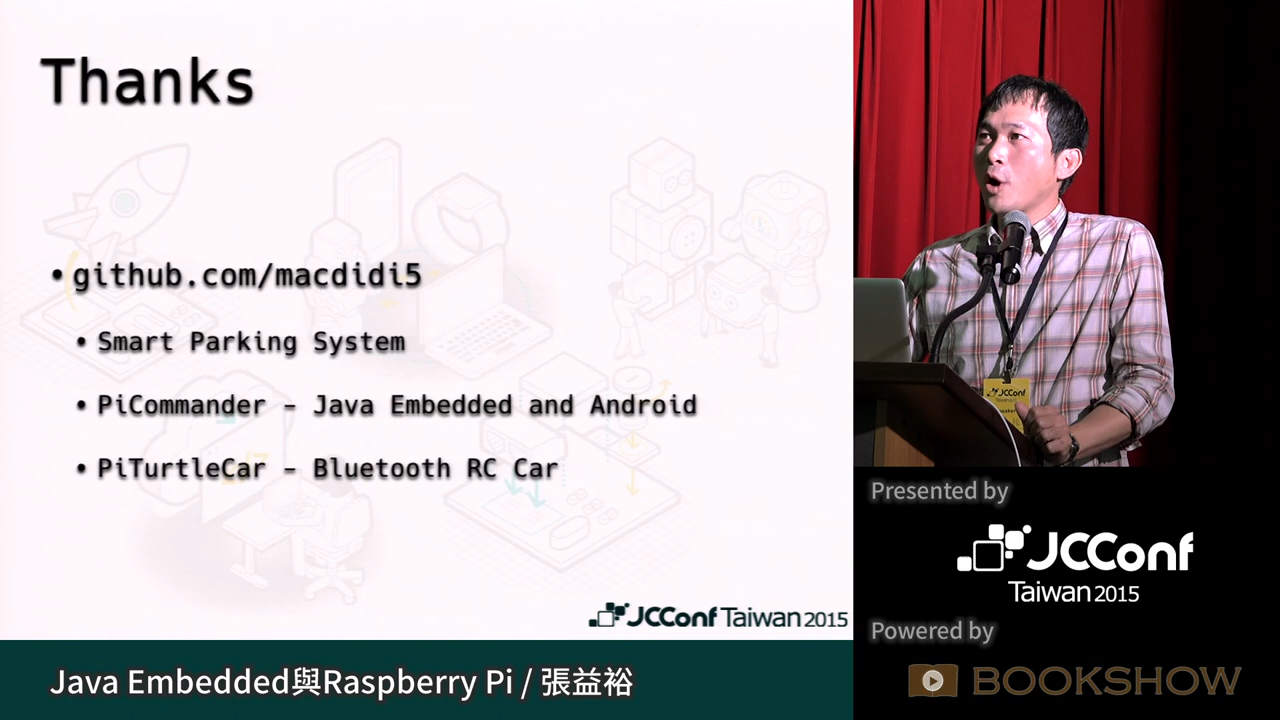 Thanks
• github.com/macdidi5
• Smart Parking System
• PiCommander – Java Embedded and Android
• PiTurtleCar – Bluetooth RC Car
JCConf Taiwan 2015
Java Embedded與Raspberry Pi / 張益裕
JCConf
Presented by
JCConf
Taiwan 2015
Powered by
BOOKSHOW